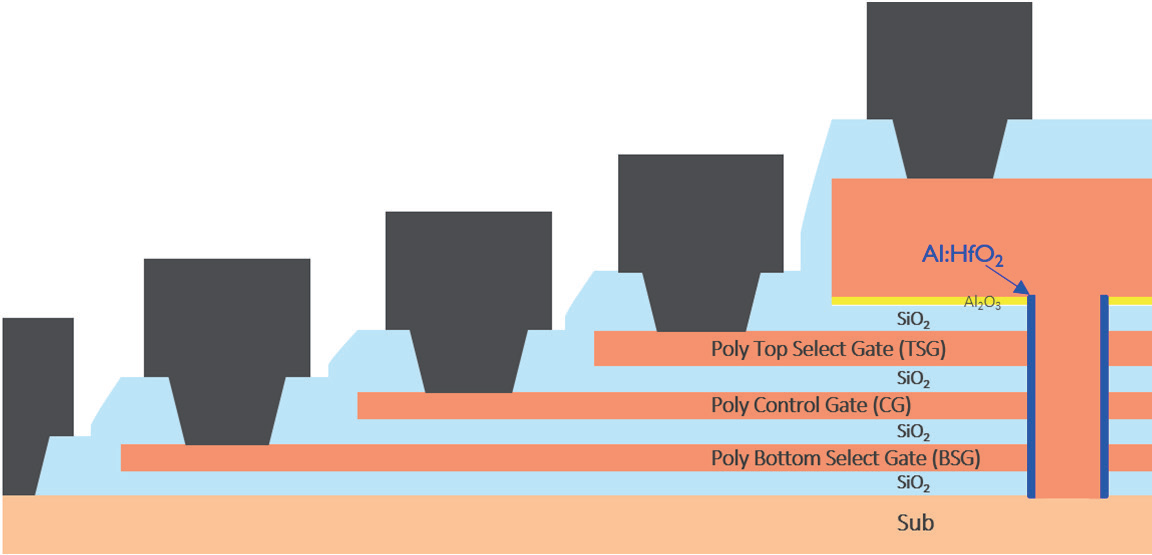 Al:HfO₂
Al₂O₃
SiO₂
Poly Top Select Gate (TSG)
SiO₂
Poly Control Gate (CG)
SiO₂
Poly Bottom Select Gate (BSG)
SiO₂
Sub